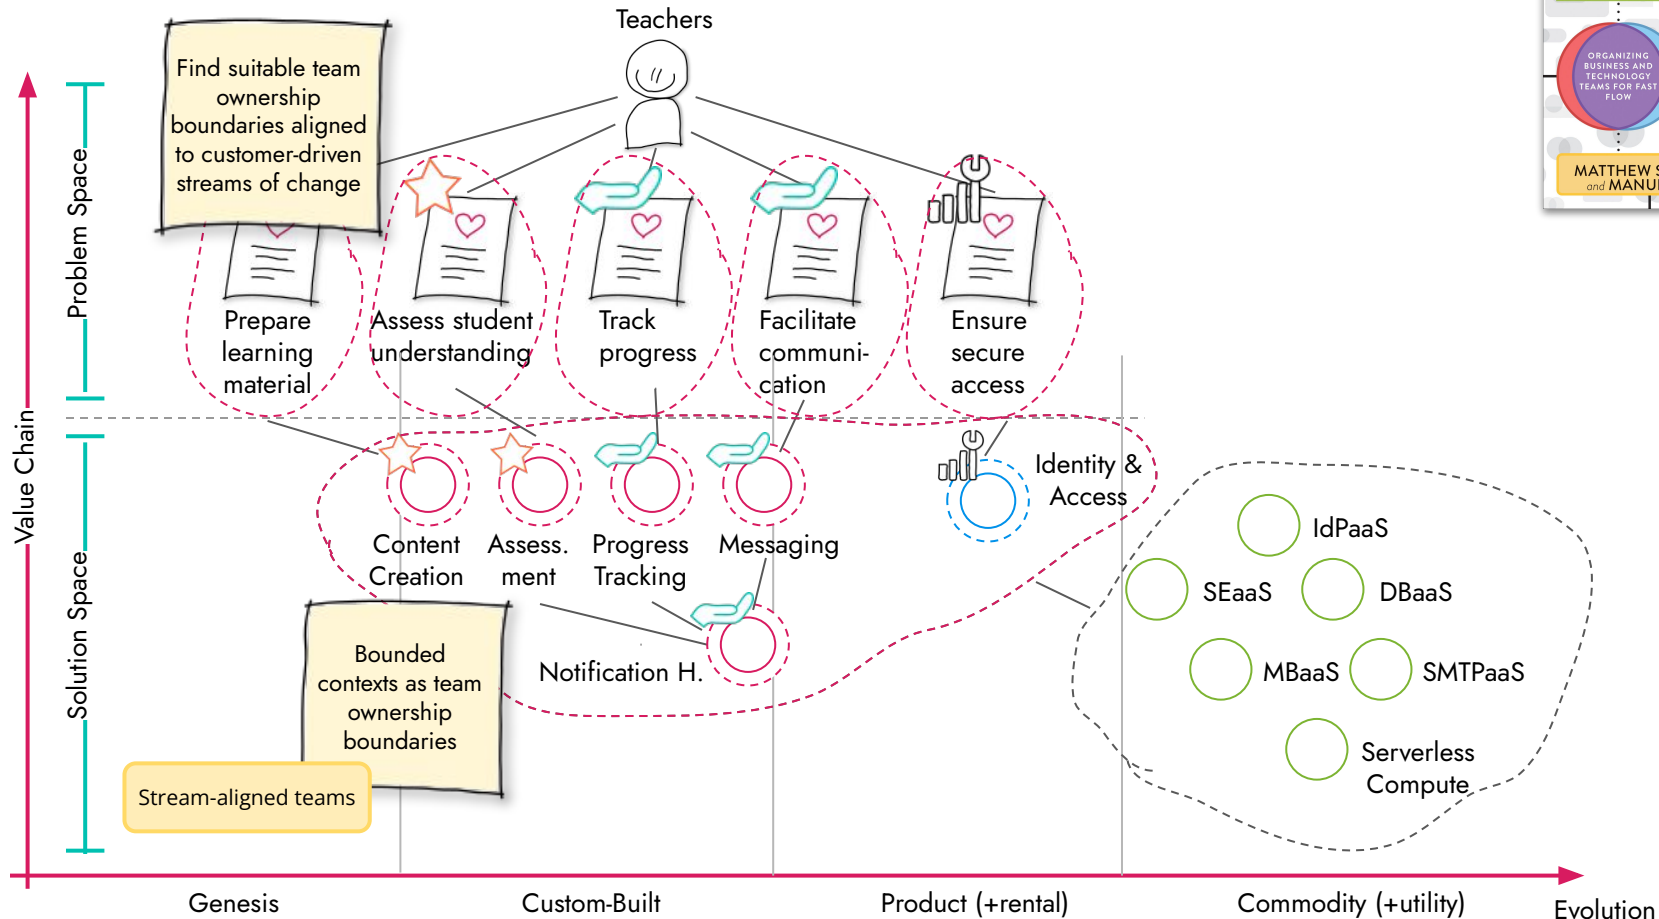 Teachers
Find suitable team
ownership
boundaries aligned
to customer-driven
streams of change
ORGANIZING
BUSINESS AND
TECHNOLOGY
TEAMS FOR FAST
FLOW
MATTHEW S
and MANU
Problem Space
Value Chain
Solution Space
Prepare
learning
material
Assess student
understanding
Track
progress
Facilitate
communi-
cation
Ensure
secure
access
Identity &
Access
Content
Creation
Assess.
ment
Progress
Tracking
Messaging
Notification H.
IdPaaS
SEaaS
DBaaS
MBaaS
SMTPaaS
Serverless
Compute
Bounded
contexts as team
ownership
boundaries
Stream-aligned teams
Genesis
Custom-Built
Product (+rental)
Commodity (+utility)
Evolution